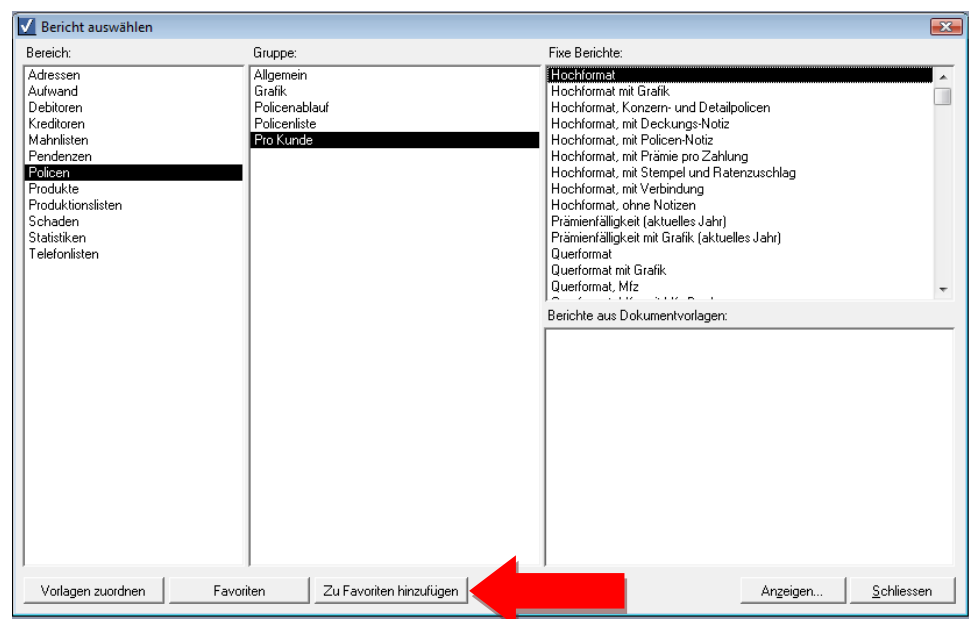 Bericht auswählen
Bereich:
Adressen
Aufwand
Debitoren
Kreditoren
Mahnlisten
Pendenzen
Policen
Produkte
Produktionslisten
Schaden
Statistiken
Telefonlisten
Gruppe:
Allgemein
Grafik
Policenablauf
Policenliste
Pro Kunde
Fixe Berichte:
Hochformat
Hochformat mit Grafik
Hochformat, Konzern- und Detailpolicen
Hochformat, mit Deckungs-Notiz
Hochformat, mit Policen-Notiz
Hochformat, mit Prämie pro Zahlung
Hochformat, mit Stempel und Ratenzuschlag
Hochformat, mit Verbindung
Hochformat, ohne Notizen
Prämienfälligkeit (aktuelles Jahr)
Prämienfälligkeit mit Grafik (aktuelles Jahr)
Querformat
Querformat mit Grafik
Querformat, Mfz
Berichte aus Dokumentvorlagen:
Vorlagen zuordnen
Favoriten
Zu Favoriten hinzufügen
Anzeigen...
Schliessen